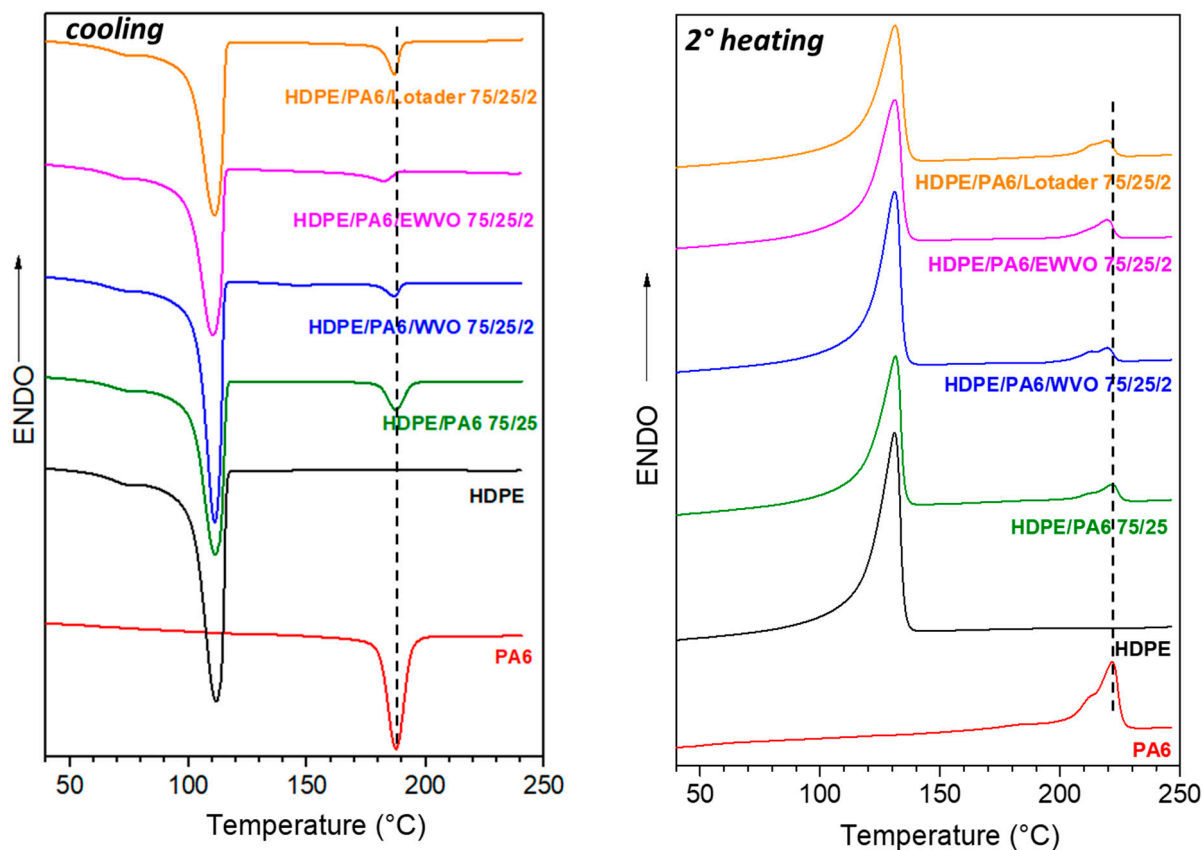 cooling
HDPE/PA6/Lotader 75/25/2
HDPE/PA6/EWVO 75/25/2
HDPE/PA6/WVO 75/25/2
HDPE/PA6 75/25
HDPE
PA6
ENDO
50 100 150 200 250
Temperature (°C)
2° heating
HDPE/PA6/Lotader 75/25/2
HDPE/PA6/EWVO 75/25/2
HDPE/PA6/WVO 75/25/2
HDPE/PA6 75/25
HDPE
PA6
ENDO
50 100 150 200 250
Temperature (°C)